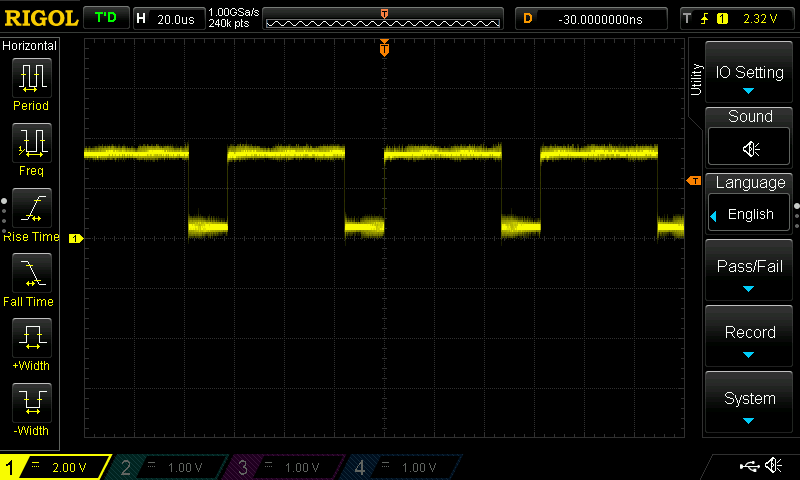 RIGOL T'D H 20.0us 1.00GSa/s 240k pts T D -30.0000000ns T 1 2.32 V
Horizontal
Period
Freq
Rise Time
Fall Time
+Width
-Width
T
T
1
Utility
IO Setting
Sound
Language
English
Pass/Fail
Record
System
1 2.00 V 2 1.00 V 3 1.00 V 4 1.00 V